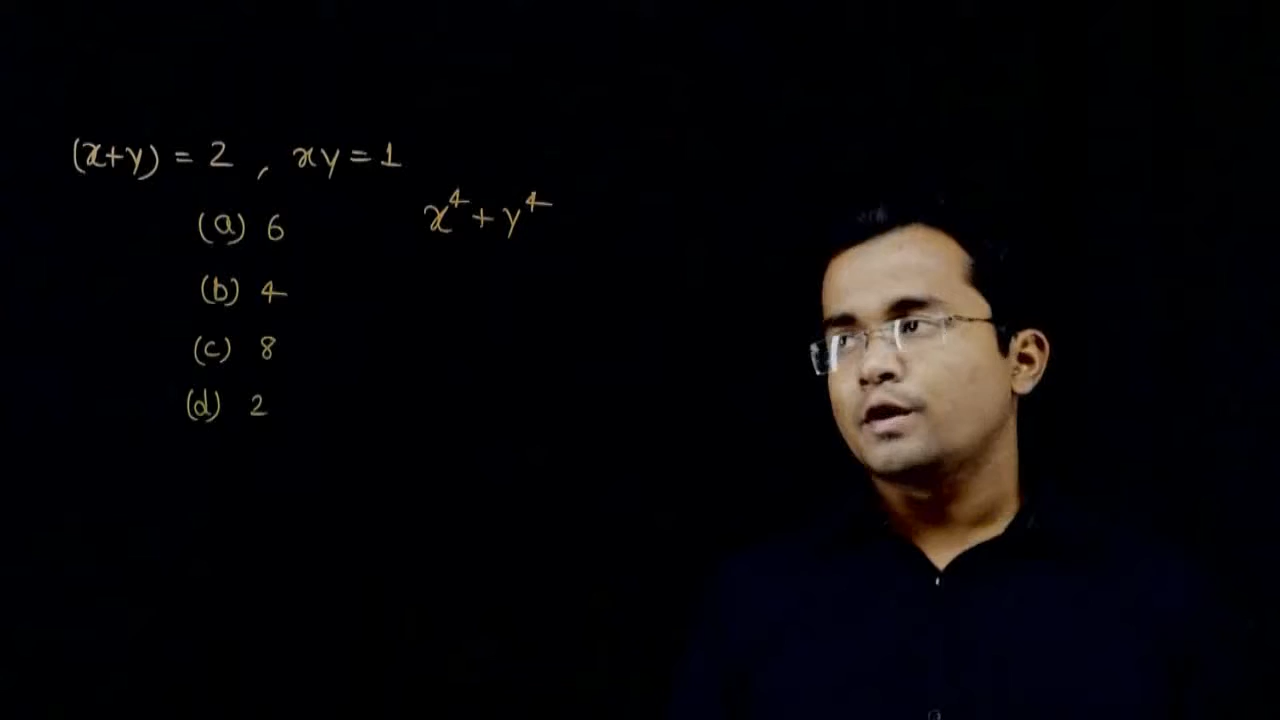 (x+y) = 2 , xy = 1
x⁴ + y⁴
(a) 6
(b) 4
(c) 8
(d) 2